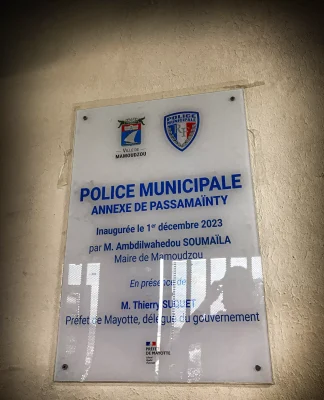 VILLE DE
MAMOUDZOU
POLICE
MUNICIPALE
POLICE MUNICIPALE
ANNEXE DE PASSAMAÏNTY
Inaugurée le 1er décembre 2023
par M. Ambdilwahedou SOUMAÏLA
Maire de Mamoudzou
En présence de
M. Thierry SUQUET
Préfet de Mayotte, délégué du gouvernement
PRÉFET
DE MAYOTTE